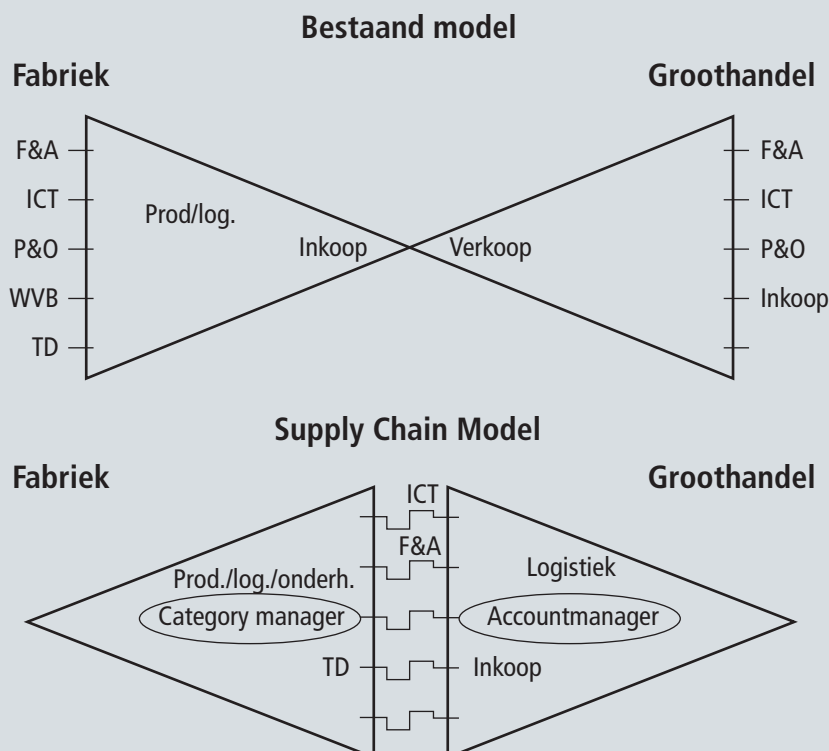 Bestaand model
Fabriek
Groothandel
F&A
ICT
P&O
WVB
TD
Prod/log.
Inkoop
Verkoop
F&A
ICT
P&O
Inkoop
Supply Chain Model
Fabriek
Groothandel
ICT
F&A
Prod./log./onderh.
Category manager
TD
Logistiek
Accountmanager
Inkoop